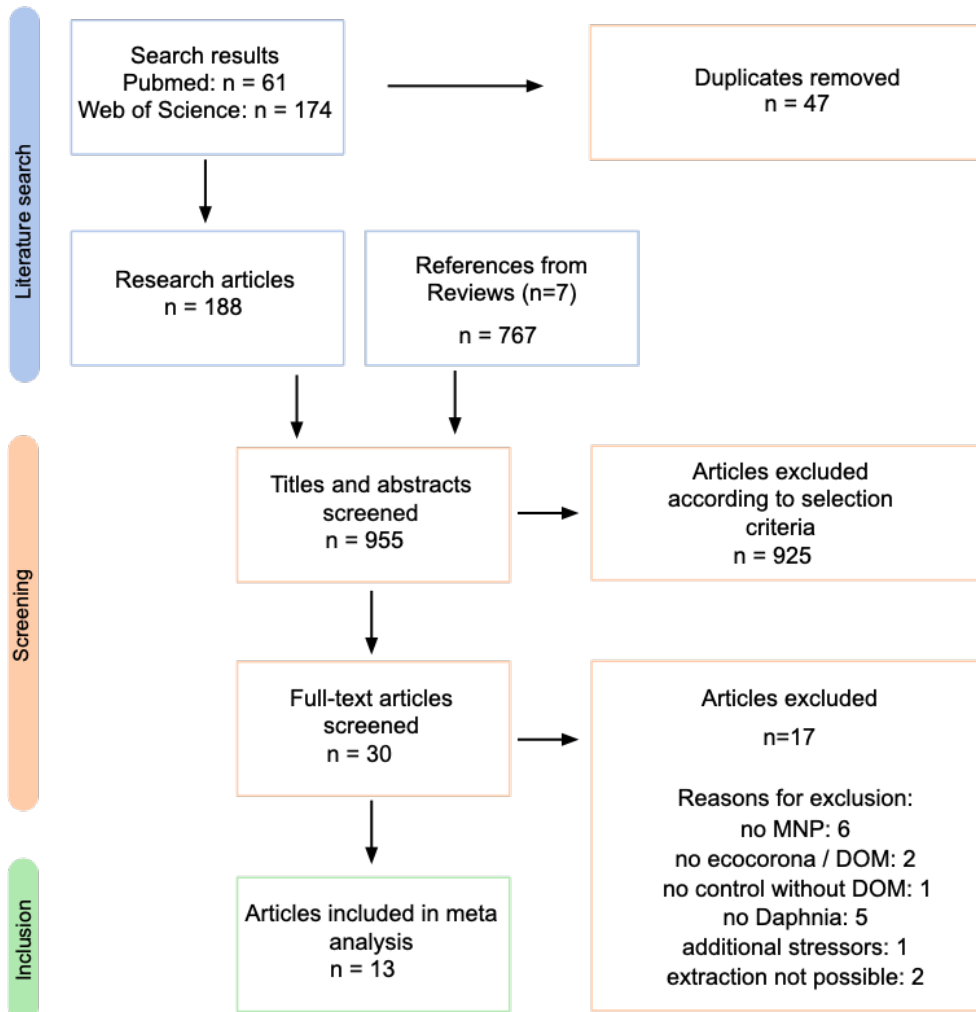 Literature search
Search results
Pubmed: n = 61
Web of Science: n = 174
Duplicates removed
n = 47
Research articles
n = 188
References from
Reviews (n=7)
n = 767
Screening
Titles and abstracts
screened
n = 955
Articles excluded
according to selection
criteria
n = 925
Full-text articles
screened
n = 30
Articles excluded
n=17
Reasons for exclusion:
no MNP: 6
no ecocorona / DOM: 2
no control without DOM: 1
no Daphnia: 5
additional stressors: 1
extraction not possible: 2
Inclusion
Articles included in meta
analysis
n = 13